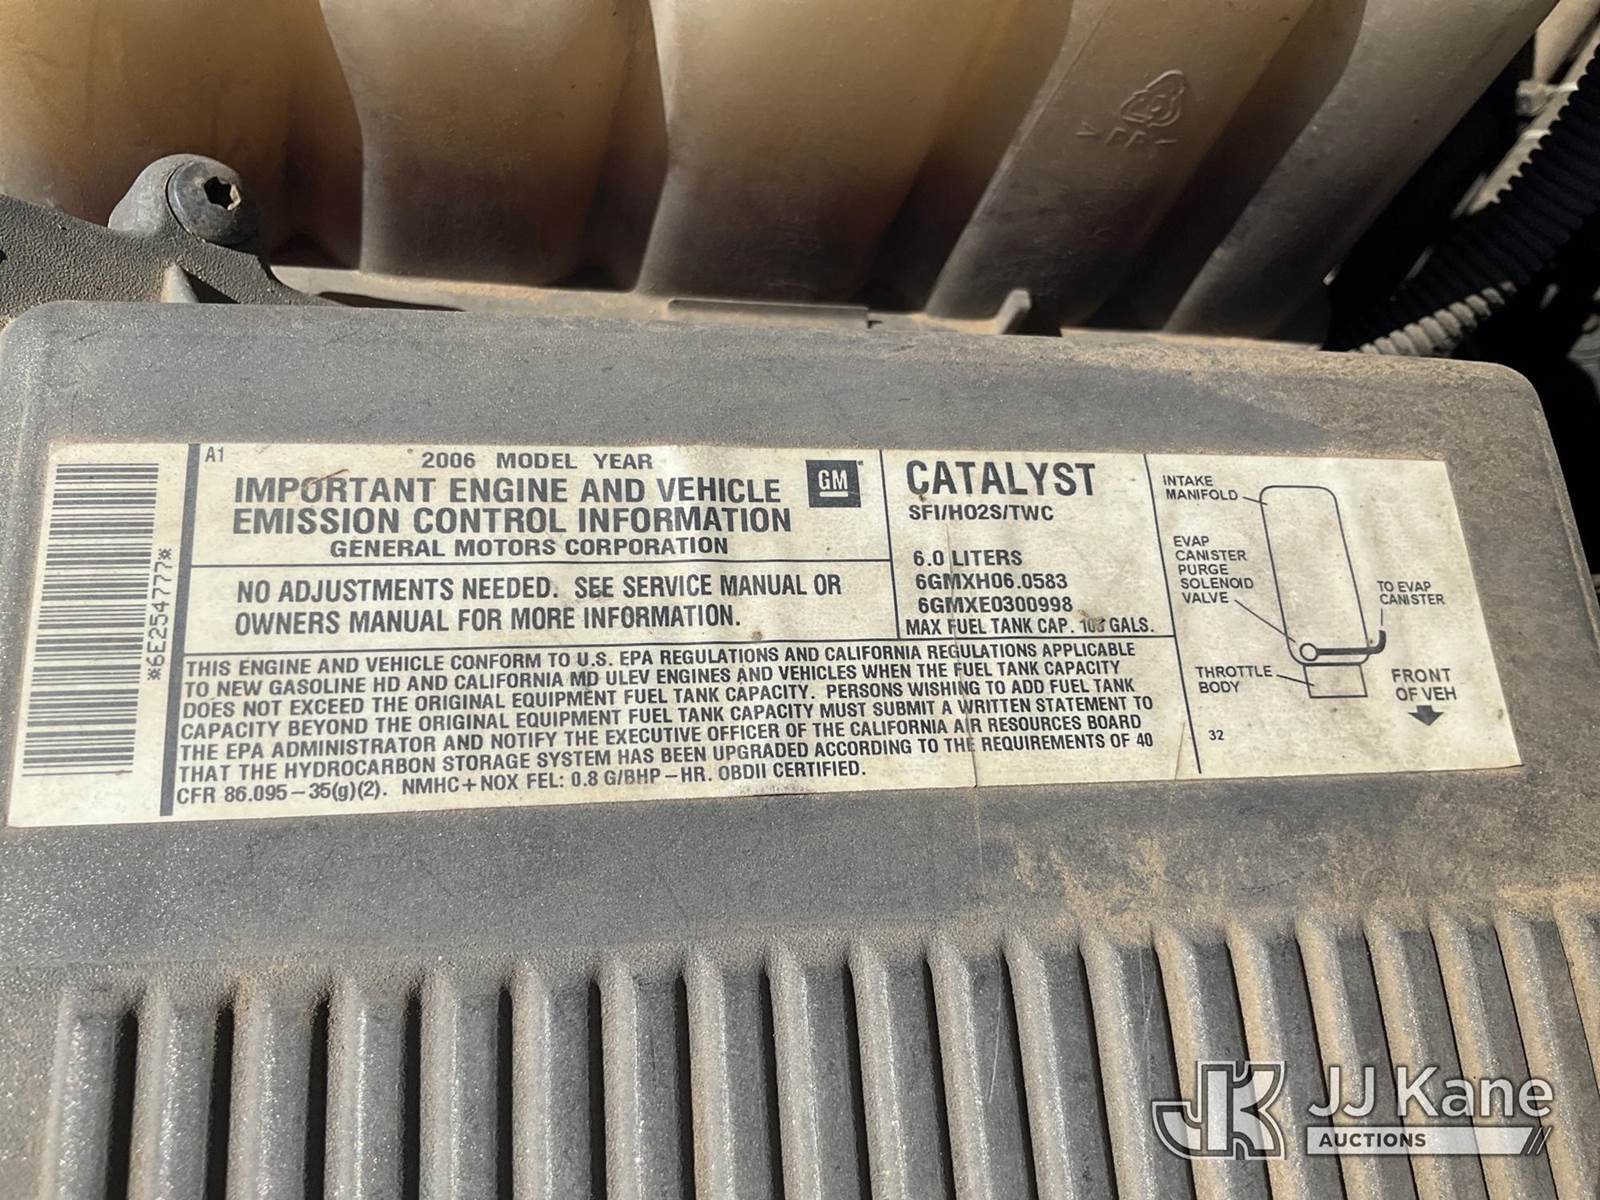 >PP<
A1
2006 MODEL YEAR
IMPORTANT ENGINE AND VEHICLE
EMISSION CONTROL INFORMATION
GENERAL MOTORS CORPORATION
GM
NO ADJUSTMENTS NEEDED. SEE SERVICE MANUAL OR
OWNERS MANUAL FOR MORE INFORMATION.
CATALYST
SFI/HO2S/TWC
6.0 LITERS
6GMXH06.0583
6GMXE0300998
MAX FUEL TANK CAP. GALS.
THIS ENGINE AND VEHICLE CONFORM TO U.S. EPA REGULATIONS AND CALIFORNIA REGULATIONS APPLICABLE
TO NEW GASOLINE HD AND CALIFORNIA MD ULEV ENGINES AND VEHICLES WHEN THE FUEL TANK CAPACITY
DOES NOT EXCEED THE ORIGINAL EQUIPMENT FUEL TANK CAPACITY. PERSONS WISHING TO ADD FUEL TANK
CAPACITY BEYOND THE ORIGINAL EQUIPMENT FUEL TANK CAPACITY MUST SUBMIT A WRITTEN STATEMENT TO
THE EPA ADMINISTRATOR AND NOTIFY THE EXECUTIVE OFFICER OF THE CALIFORNIA AIR RESOURCES BOARD
THAT THE HYDROCARBON STORAGE SYSTEM HAS BEEN UPGRADED ACCORDING TO THE REQUIREMENTS OF 40
CFR 86.095-35(g)(2). NMHC+NOX FEL: 0.8 G/BHP-HR. OBDII CERTIFIED.
*6E2547777*
INTAKE
MANIFOLD
EVAP
CANISTER
PURGE
SOLENOID
VALVE
TO EVAP
CANISTER
THROTTLE
BODY
FRONT
OF VEH
32
JK
JJ Kane
AUCTIONS